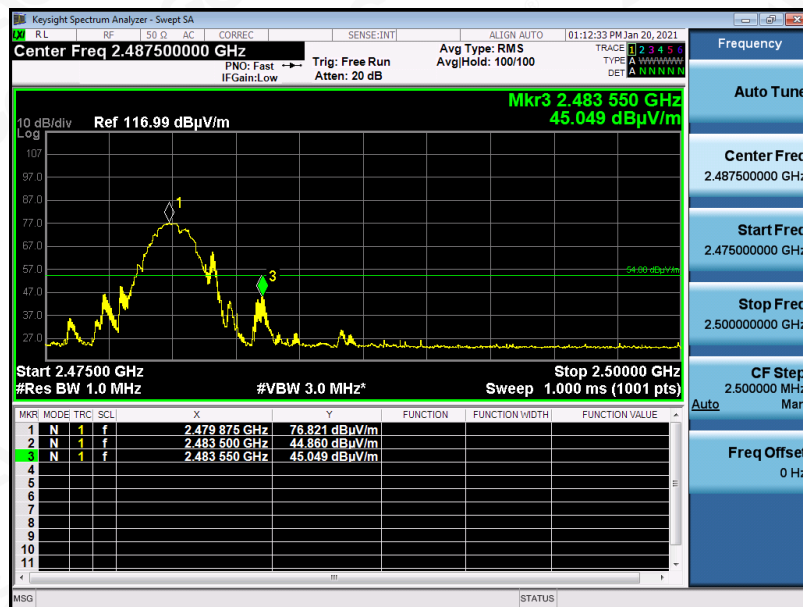 Keysight Spectrum Analyzer - Swept SA
LXI RL RF 50 Ω AC CORREC SENSE:INT ALIGN AUTO 01:12:33 PM Jan 20, 2021
Center Freq 2.487500000 GHz
PNO: Fast
IFGain:Low
Trig: Free Run
Atten: 20 dB
Avg Type: RMS
Avg|Hold: 100/100
TRACE 1 2 3 4 5 6
TYPE A WWWWW
DET A N N N N N
Mkr3 2.483 550 GHz
45.049 dBµV/m
10 dB/div Ref 116.99 dBµV/m
Log
107
97.0
87.0
77.0
67.0
57.0
47.0
37.0
27.0
1
3
54.00 dBµV/m
Start 2.47500 GHz Stop 2.50000 GHz
#Res BW 1.0 MHz #VBW 3.0 MHz* Sweep 1.000 ms (1001 pts)
MKR MODE TRC SCL X Y FUNCTION FUNCTION WIDTH FUNCTION VALUE
1 N 1 f 2.479 875 GHz 76.821 dBµV/m
2 N 1 f 2.483 500 GHz 44.860 dBµV/m
3 N 1 f 2.483 550 GHz 45.049 dBµV/m
4
5
6
7
8
9
10
11
MSG STATUS
Frequency
Auto Tune
Center Freq
2.487500000 GHz
Start Freq
2.475000000 GHz
Stop Freq
2.500000000 GHz
CF Step
2.500000 MHz
Auto Man
Freq Offset
0 Hz